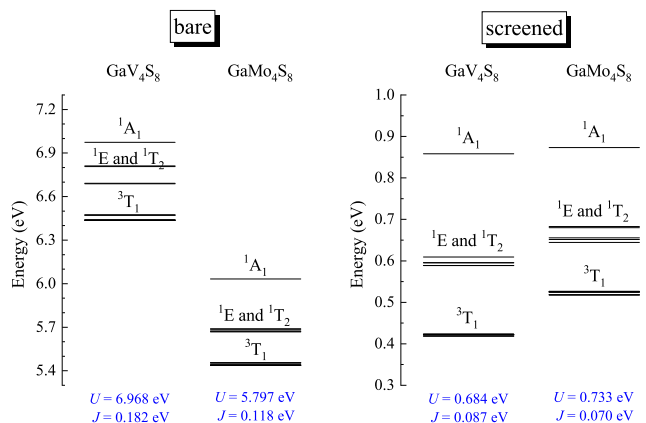 bare
GaV₄S₈ GaMo₄S₈
Energy (eV)
7.2
6.9
6.6
6.3
6.0
5.7
5.4
¹A₁
¹E and ¹T₂
³T₁
¹A₁
¹E and ¹T₂
³T₁
U = 6.968 eV U = 5.797 eV
J = 0.182 eV J = 0.118 eV
screened
GaV₄S₈ GaMo₄S₈
Energy (eV)
1.0
0.9
0.8
0.7
0.6
0.5
0.4
0.3
¹A₁
¹E and ¹T₂
³T₁
¹A₁
¹E and ¹T₂
³T₁
U = 0.684 eV U = 0.733 eV
J = 0.087 eV J = 0.070 eV